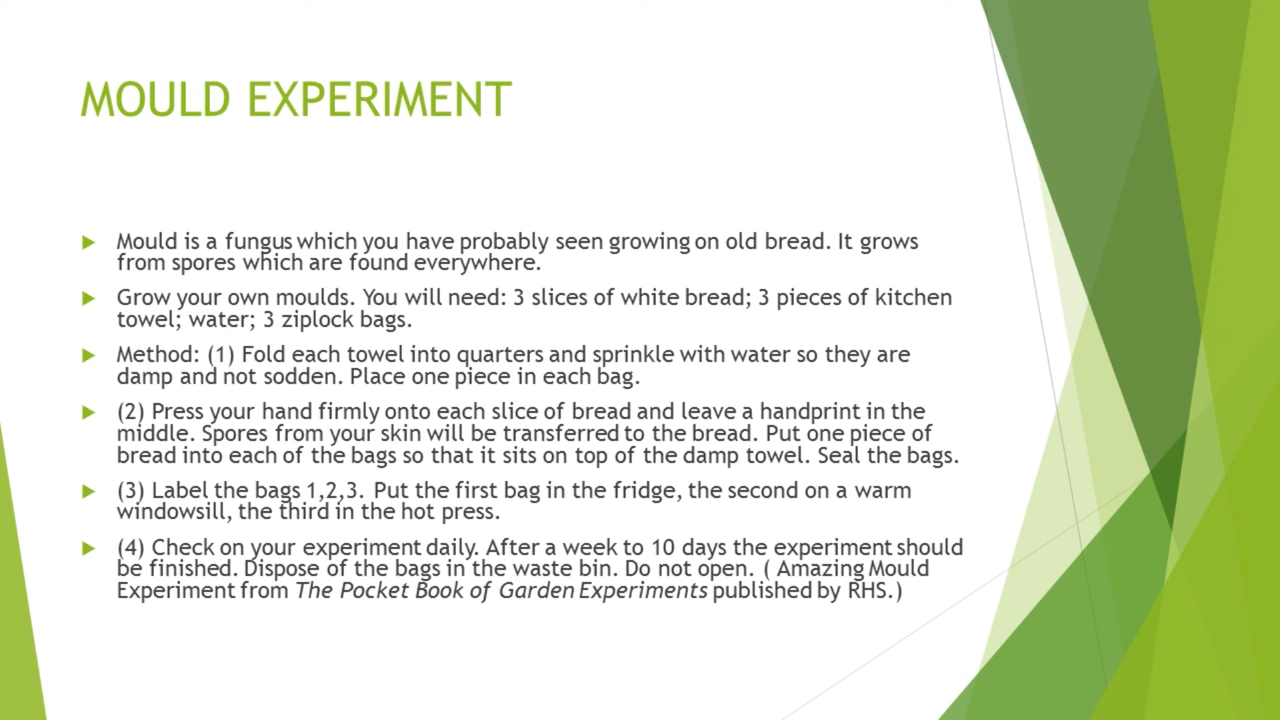 MOULD EXPERIMENT
Mould is a fungus which you have probably seen growing on old bread. It grows
from spores which are found everywhere.
Grow your own moulds. You will need: 3 slices of white bread; 3 pieces of kitchen
towel; water; 3 ziplock bags.
Method: (1) Fold each towel into quarters and sprinkle with water so they are
damp and not sodden. Place one piece in each bag.
(2) Press your hand firmly onto each slice of bread and leave a handprint in the
middle. Spores from your skin will be transferred to the bread. Put one piece of
bread into each of the bags so that it sits on top of the damp towel. Seal the bags.
(3) Label the bags 1,2,3. Put the first bag in the fridge, the second on a warm
windowsill, the third in the hot press.
(4) Check on your experiment daily. After a week to 10 days the experiment should
be finished. Dispose of the bags in the waste bin. Do not open. ( Amazing Mould
Experiment from The Pocket Book of Garden Experiments published by RHS.)